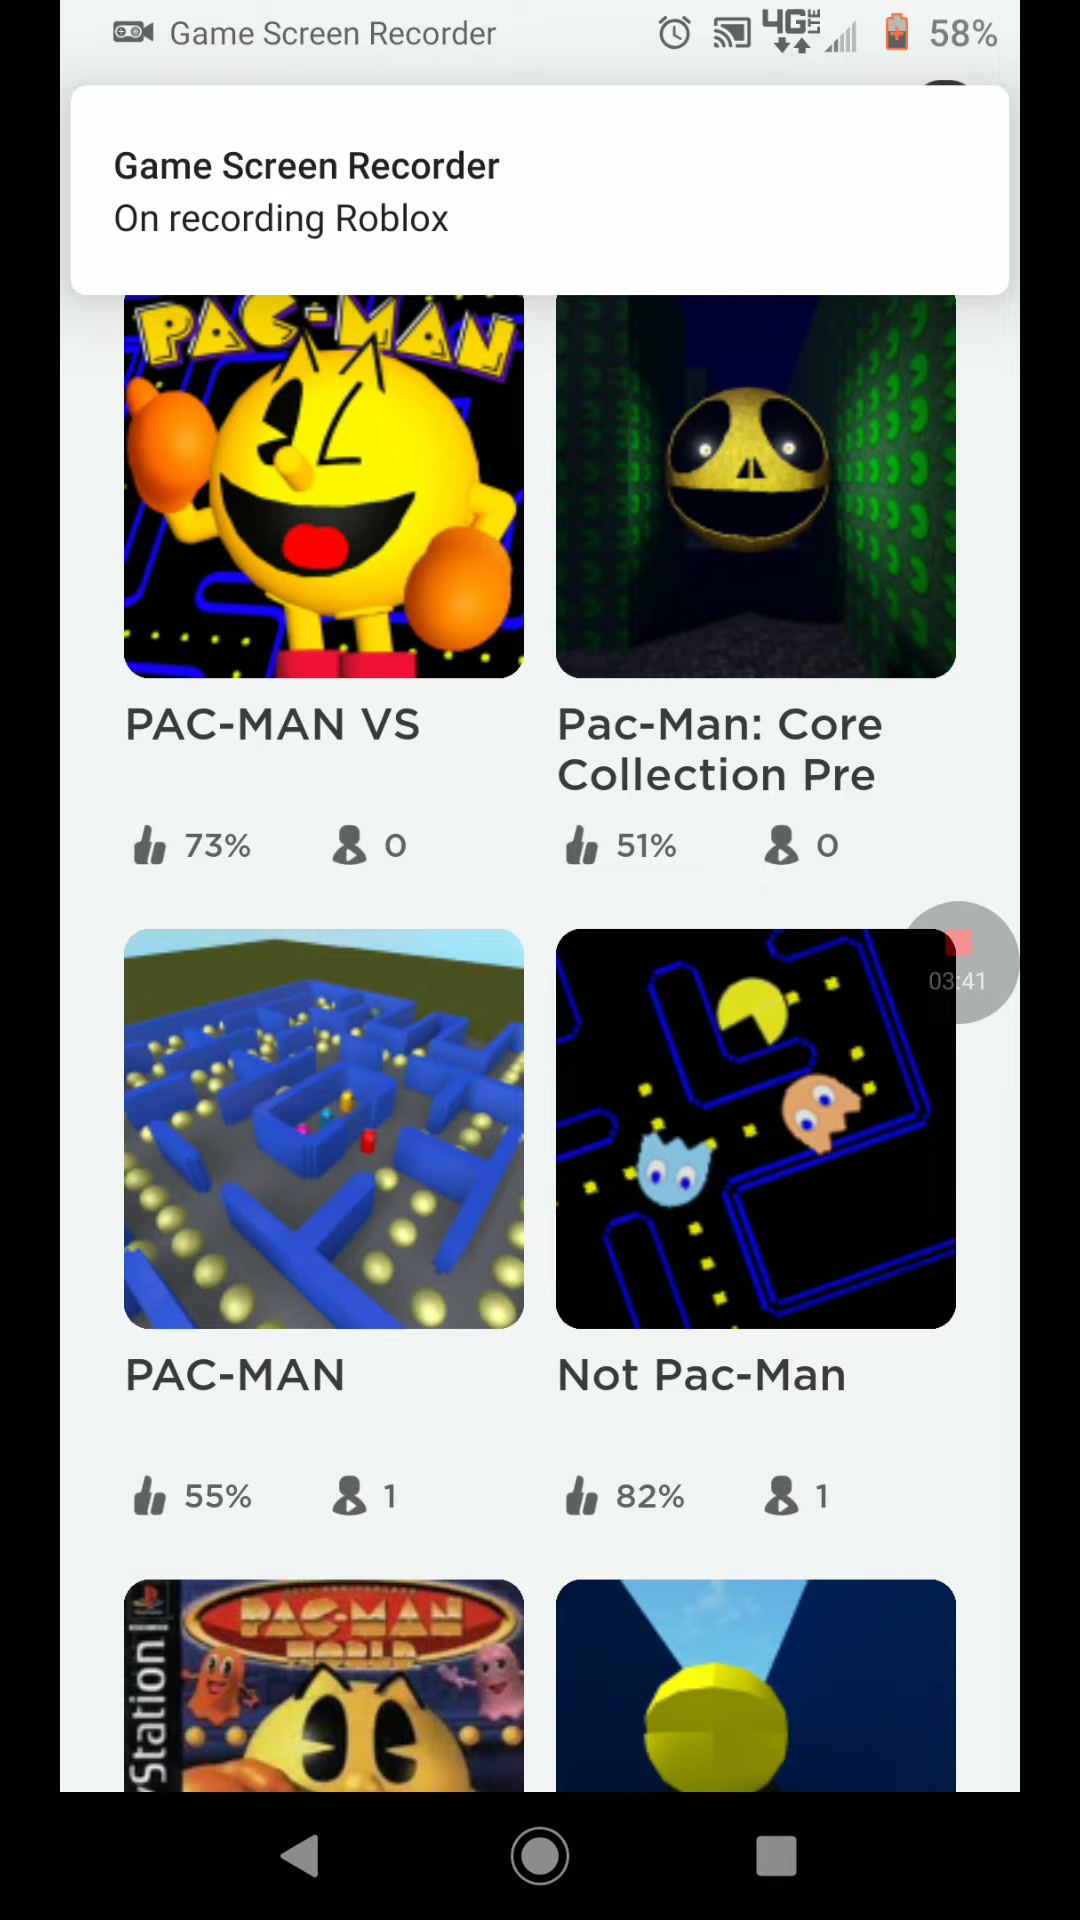 Game Screen Recorder
4G LTE
58%
Game Screen Recorder
On recording Roblox
PAC-MAN
PAC-MAN VS
Pac-Man: Core
Collection Pre
73%
0
51%
0
03:41
PAC-MAN
Not Pac-Man
55%
1
82%
1
PAC-MAN
WORLD
Station